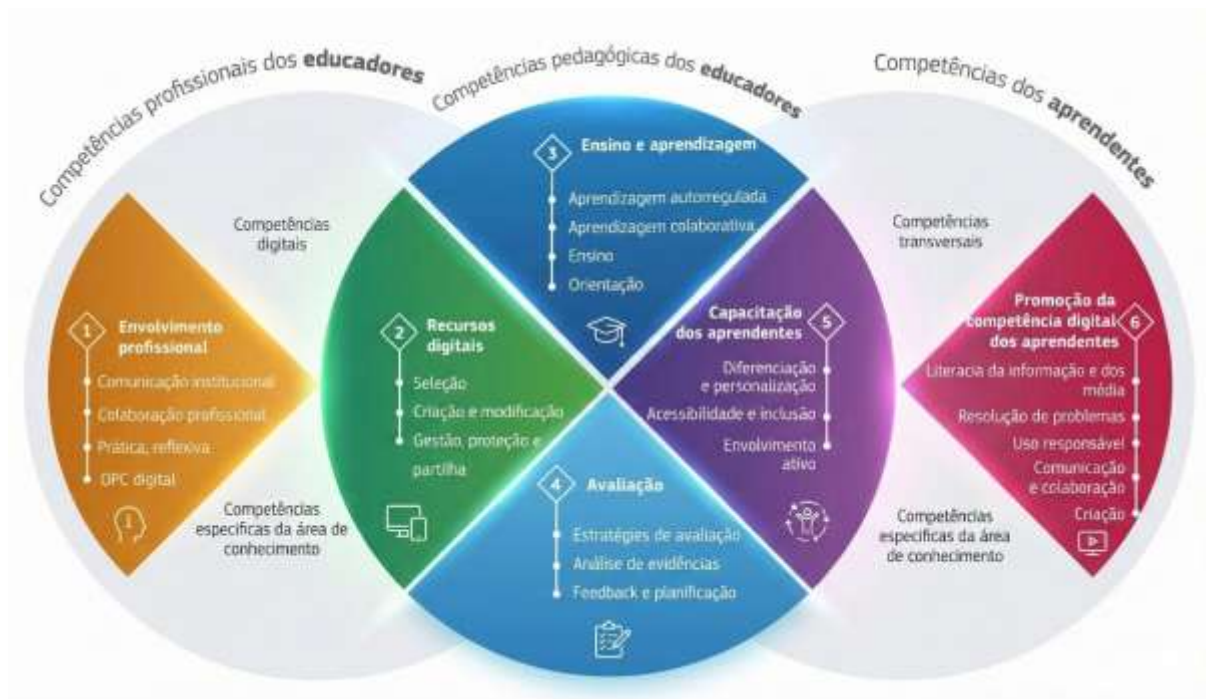 Competências profissionais dos educadores
Competências pedagógicas dos educadores
Competências dos aprendentes
Competências
digitais
Competências
específicas da área de
conhecimento
1
Envolvimento
profissional
Comunicação institucional
Colaboração profissional
Prática, reflexiva
DPC digital
2
Recursos
digitais
Seleção
Criação e modificação
Gestão, proteção e
partilha
3
Ensino e aprendizagem
Aprendizagem autorregulada
Aprendizagem colaborativa
Ensino
Orientação
4
Avaliação
Estratégies de avaliação
Análise de evidências
Feedback e planificação
Capacitação
dos aprendentes
5
Diferenciação
e personalização
Acessibilidade e inclusão
Envolvimento
ativo
Competências
transversais
Competências
específicas da área
de conhecimento
Promoção da
competência digital
dos aprendentes
6
Literacia da informação e dos
média
Resolução de problemas
Uso responsável
Comunicação
e colaboração
Criação